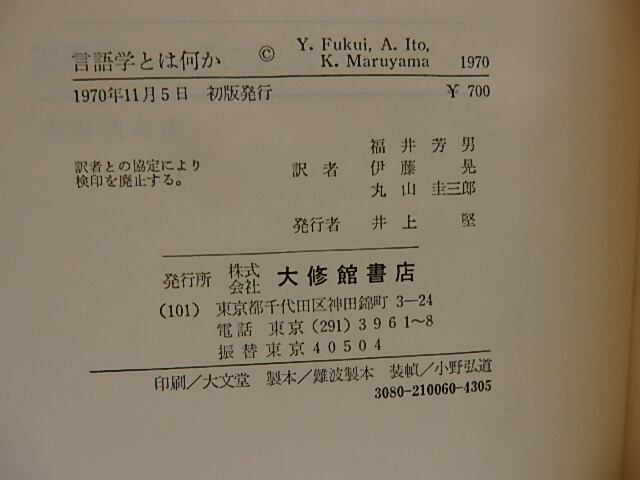 言語学とは何か © Y. Fukui, A. Ito,
K. Maruyama 1970
1970年11月5日 初版発行 ¥700
訳者との協定により
検印を廃止する。
訳者 福井芳男
伊藤晃
丸山圭三郎
発行者 井上堅
発行所 株式会社 大修館書店
(101) 東京都千代田区神田錦町 3—24
電話 東京 (291) 3961〜8
振替東京 40504
印刷/大文堂 製本/難波製本 装幀/小野弘道
3080-210060-4305